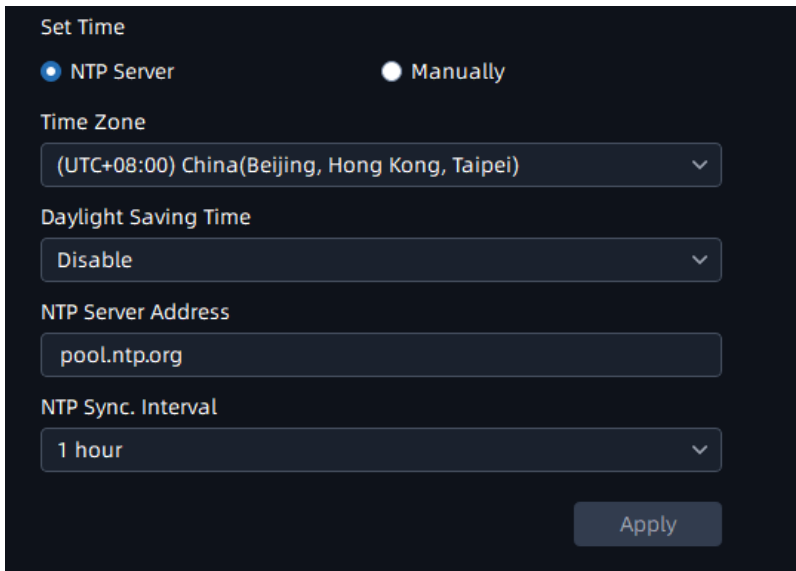 Set Time
NTP Server Manually
Time Zone
(UTC+08:00) China(Beijing, Hong Kong, Taipei)
Daylight Saving Time
Disable
NTP Server Address
pool.ntp.org
NTP Sync. Interval
1 hour
Apply